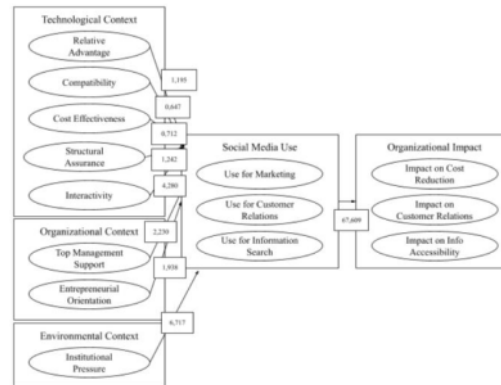 Technological Context
Relative
Advantage
1,195
Compatibility
0,647
Cost Effectiveness
0,712
Structural
Assurance
1,242
Interactivity
4,280
Organizational Context
2,230
Top Management
Support
1,938
Entrepreneurial
Orientation
Environmental Context
6,717
Institutional
Pressure
Social Media Use
Use for Marketing
Use for Customer
Relations
Use for Information
Search
67,609
Organizational Impact
Impact on Cost
Reduction
Impact on
Customer Relations
Impact on Info
Accessibility